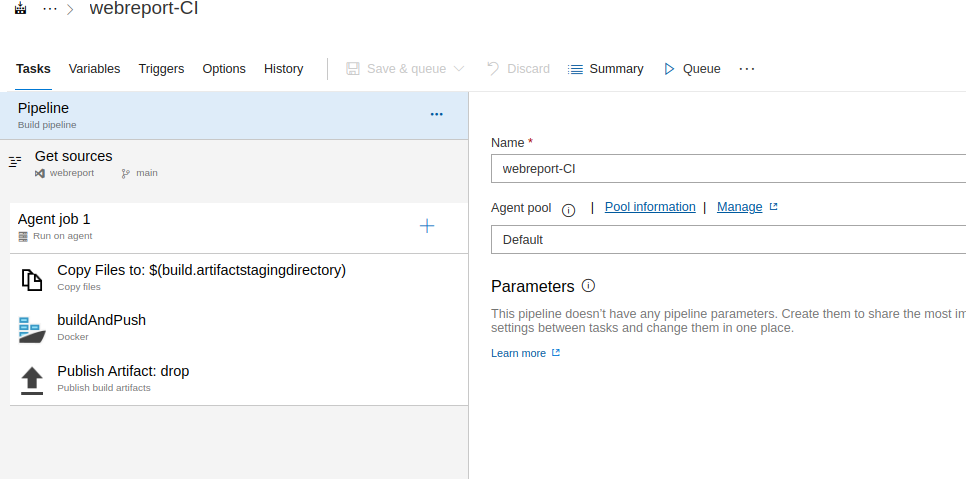 ··· > webreport-CI
Tasks Variables Triggers Options History | Save & queue Discard Summary Queue ···
Pipeline ···
Build pipeline
Get sources
webreport main
Agent job 1
Run on agent
Copy Files to: $(build.artifactstagingdirectory)
Copy files
buildAndPush
Docker
Publish Artifact: drop
Publish build artifacts
Name *
webreport-CI
Agent pool | Pool information | Manage
Default
Parameters
This pipeline doesn't have any pipeline parameters. Create them to share the most im
settings between tasks and change them in one place.
Learn more